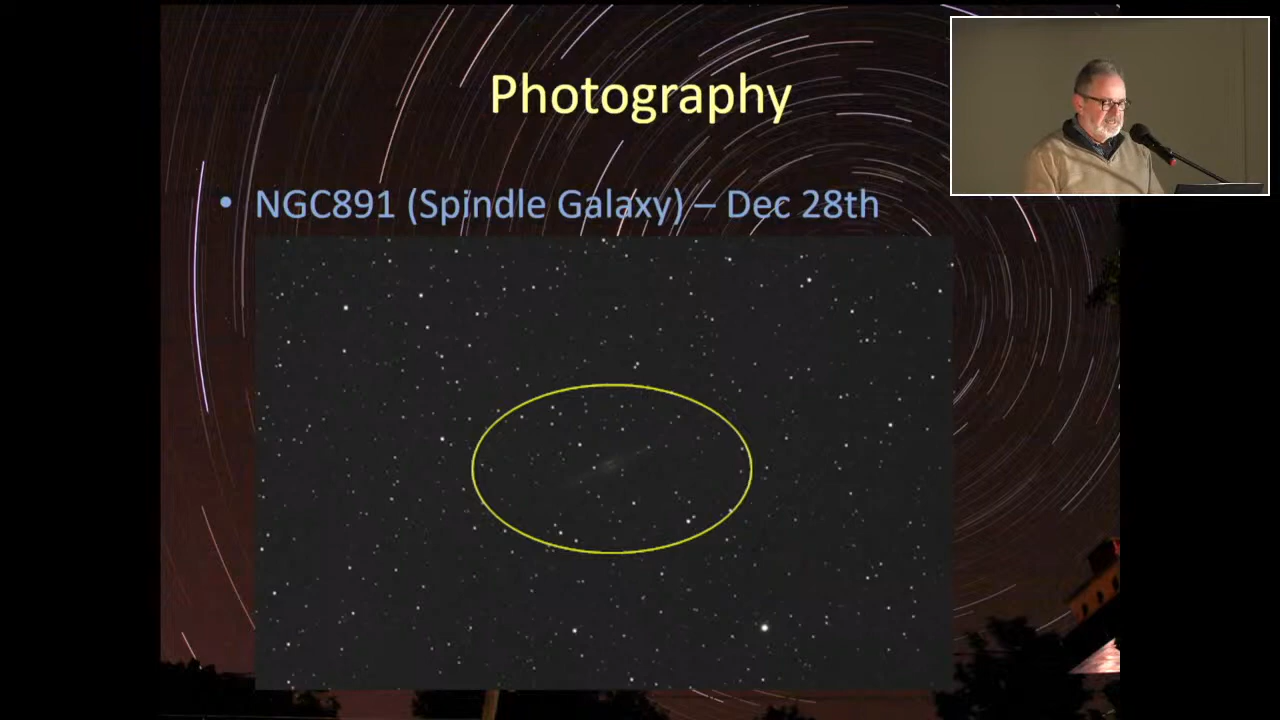 Photography
• NGC891 (Spindle Galaxy) – Dec 28th